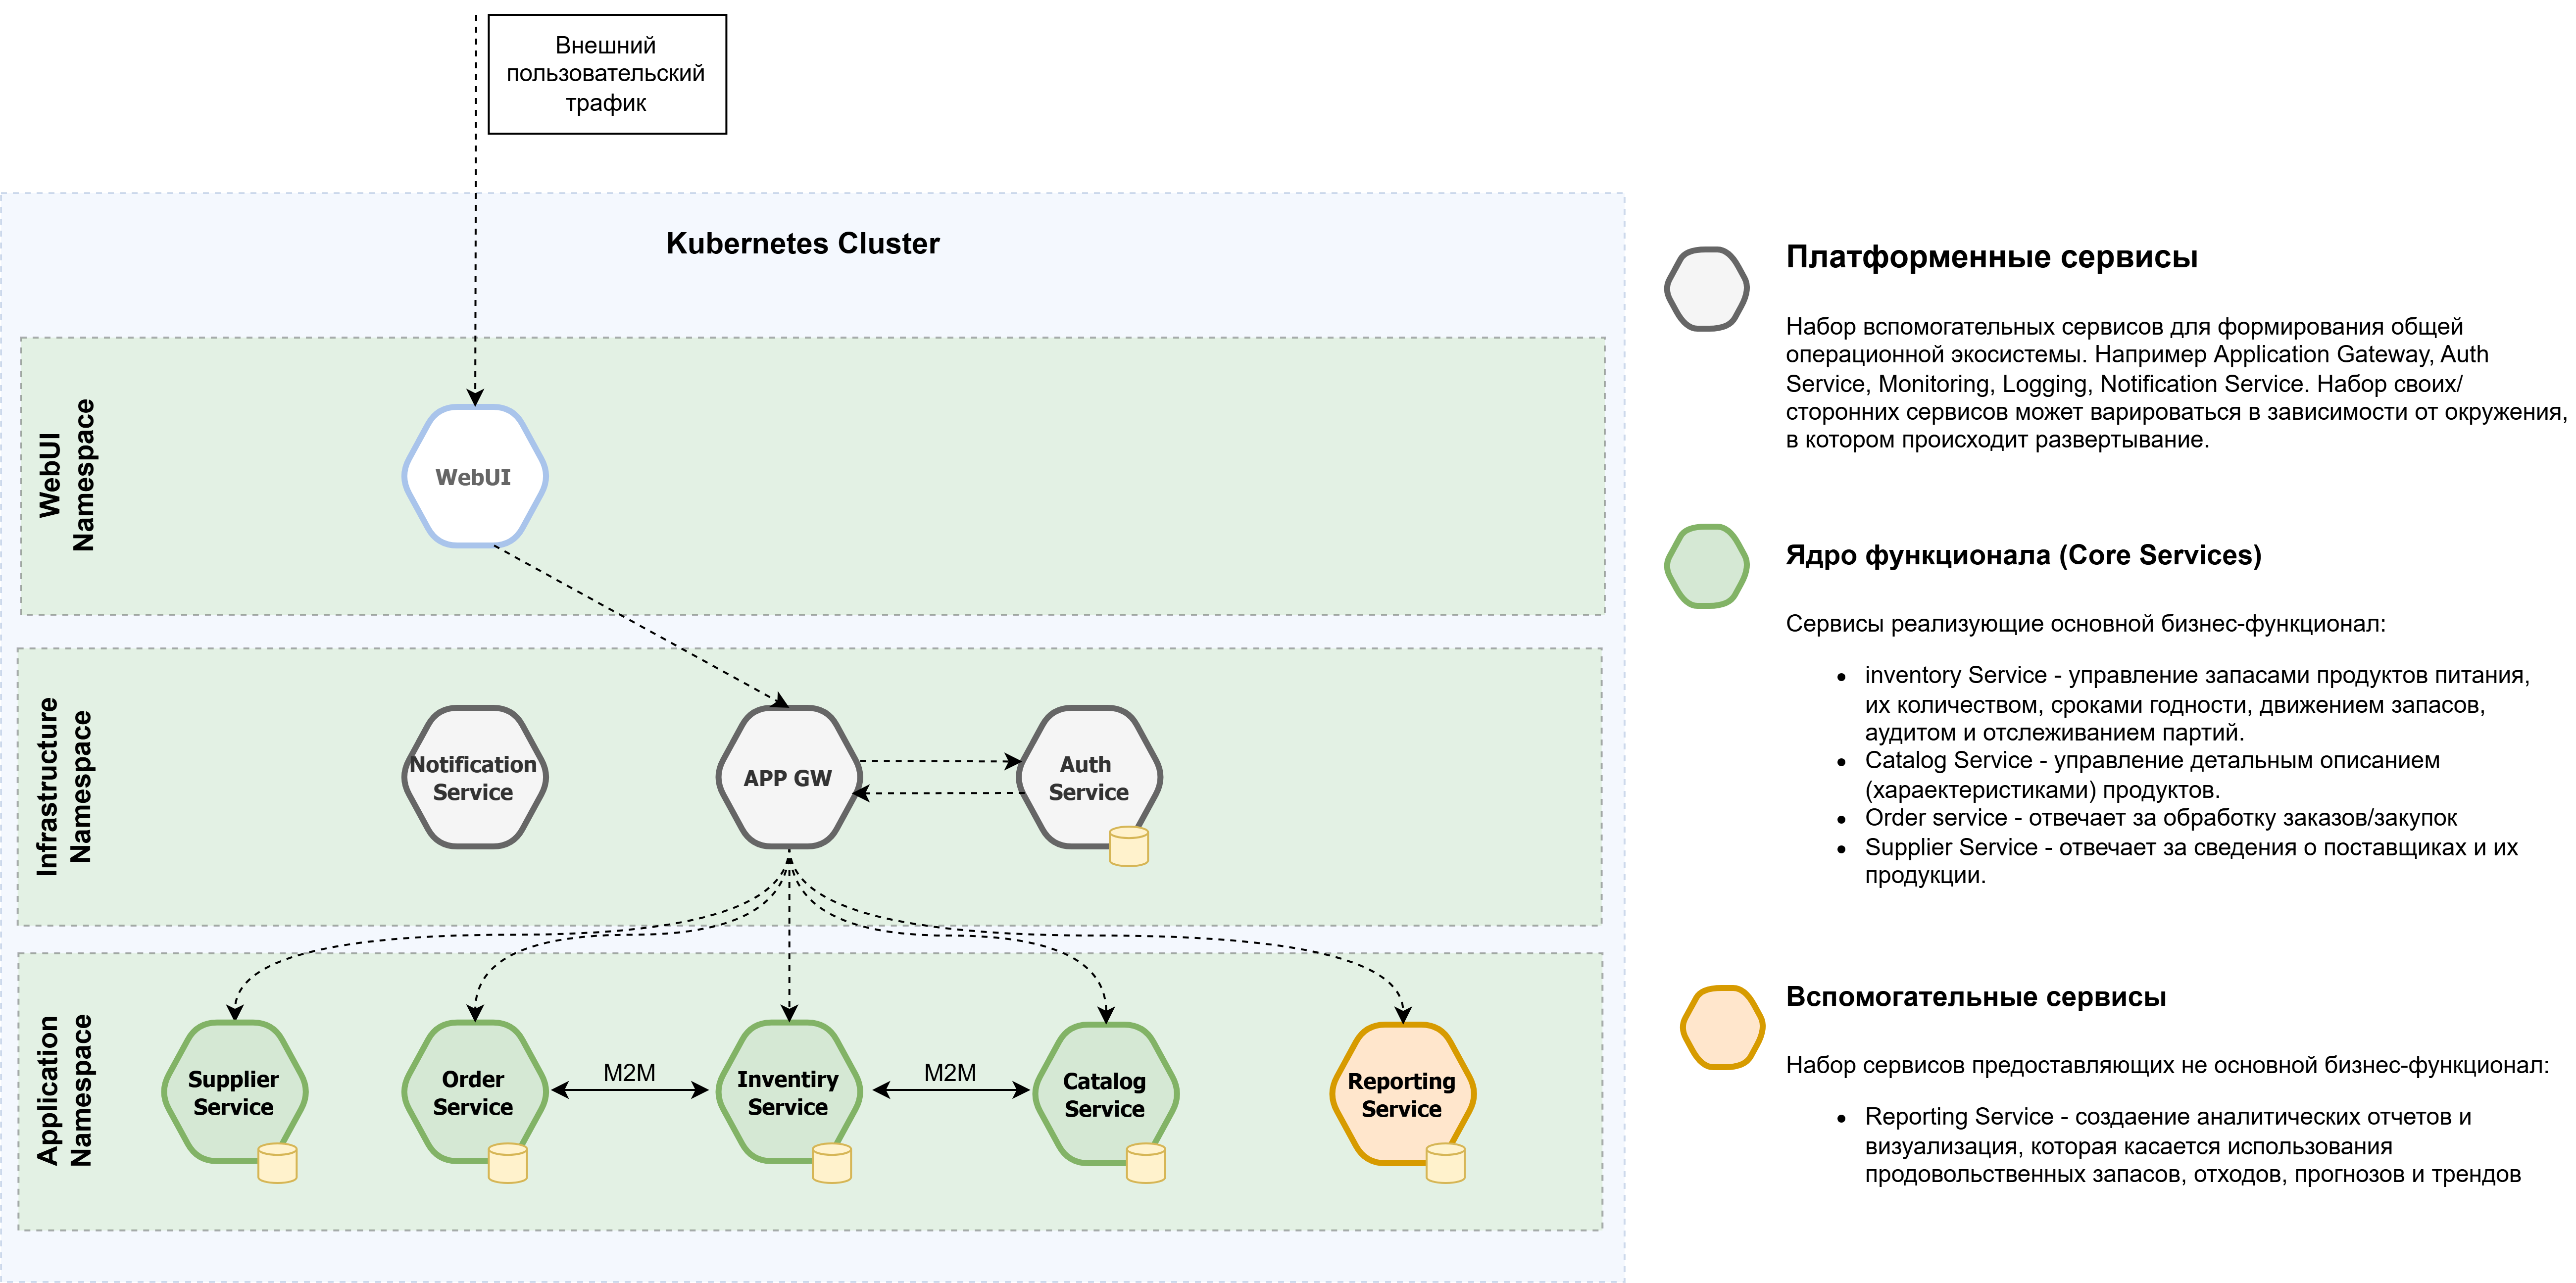 Внешний
пользовательский
трафик
Kubernetes Cluster
WebUI
Namespace
WebUI
Infrastructure
Namespace
Notification
Service
APP GW
Auth
Service
Application
Namespace
Supplier
Service
Order
Service
M2M
Inventiry
Service
M2M
Catalog
Service
Reporting
Service
Платформенные сервисы
Набор вспомогательных сервисов для формирования общей
операционной экосистемы. Например Application Gateway, Auth
Service, Monitoring, Logging, Notification Service. Набор своих/
сторонних сервисов может варироваться в зависимости от окружения,
в котором происходит развертывание.
Ядро функционала (Core Services)
Сервисы реализующие основной бизнес-функционал:
• inventory Service - управление запасами продуктов питания,
их количеством, сроками годности, движением запасов,
аудитом и отслеживанием партий.
• Catalog Service - управление детальным описанием
(хараектеристиками) продуктов.
• Order service - отвечает за обработку заказов/закупок
• Supplier Service - отвечает за сведения о поставщиках и их
продукции.
Вспомогательные сервисы
Набор сервисов предоставляющих не основной бизнес-функционал:
• Reporting Service - создаение аналитических отчетов и
визуализация, которая касается использования
продовольственных запасов, отходов, прогнозов и трендов